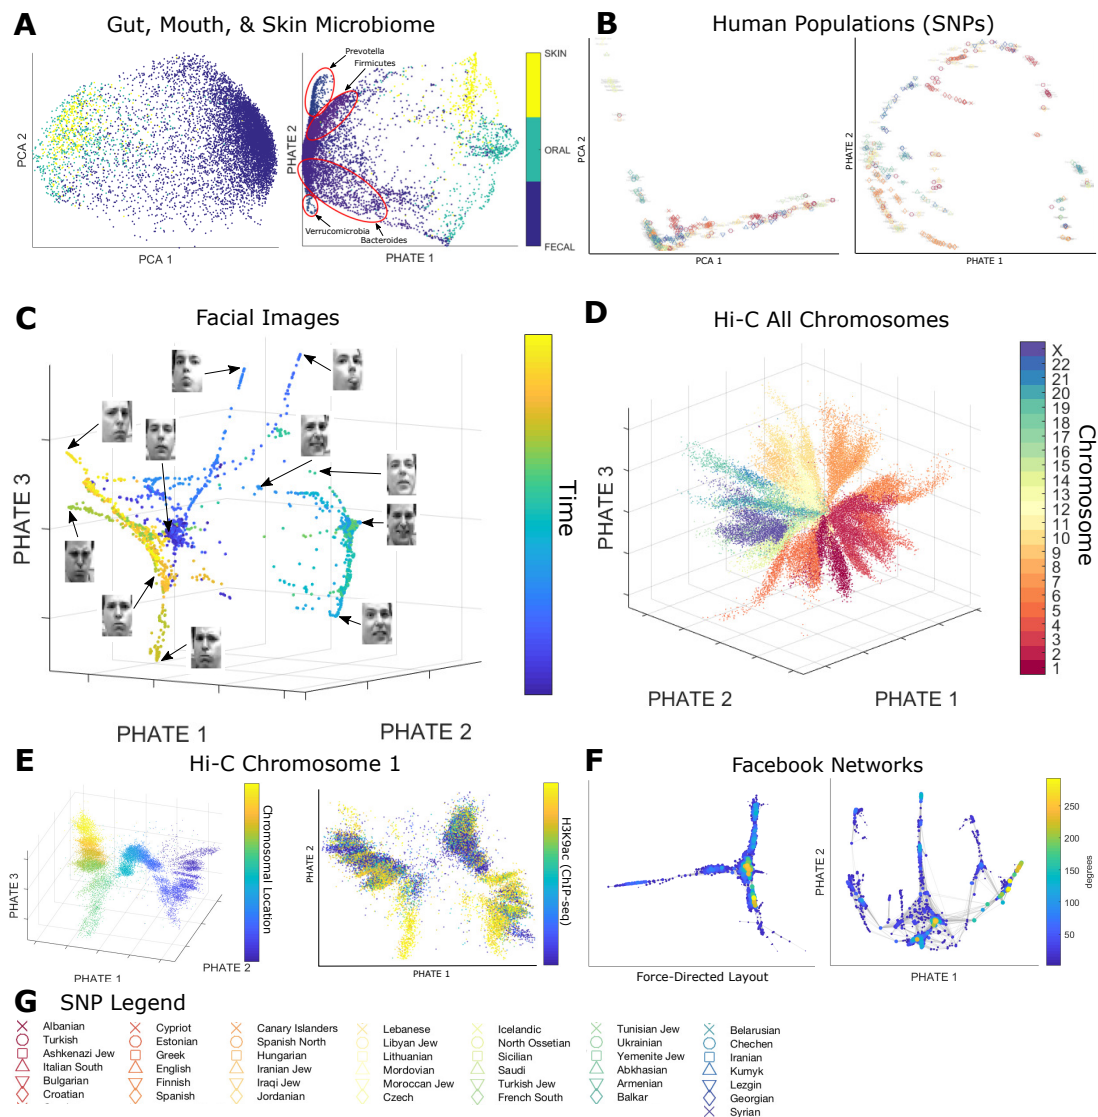 A Gut, Mouth, & Skin Microbiome
PCA 2
PCA 1
Prevotella
Firmicutes
Verrucomicrobia
Bacteroides
PHATE 2
PHATE 1
SKIN
ORAL
FECAL
B Human Populations (SNPs)
PCA 2
PCA 1
PHATE 2
PHATE 1
C Facial Images
PHATE 3
PHATE 1
PHATE 2
Time
D Hi-C All Chromosomes
PHATE 3
PHATE 2
PHATE 1
X
22
21
20
19
18
17
16
15
14
13
12
11
10
9
8
7
6
5
4
3
2
1
Chromosome
E Hi-C Chromosome 1
PHATE 3
PHATE 1
PHATE 2
Chromosomal Location
PHATE 2
PHATE 1
H3K9ac (ChIP-seq)
F Facebook Networks
Force-Directed Layout
PHATE 2
PHATE 1
250
200
150
100
50
degrees
G SNP Legend
Albanian
Turkish
Ashkenazi Jew
Italian South
Bulgarian
Croatian
Cypriot
Estonian
Greek
English
Finnish
Spanish
Canary Islanders
Spanish North
Hungarian
Iranian Jew
Iraqi Jew
Jordanian
Lebanese
Libyan Jew
Lithuanian
Mordovian
Moroccan Jew
Czech
Icelandic
North Ossetian
Sicilian
Saudi
Turkish Jew
French South
Tunisian Jew
Ukrainian
Yemenite Jew
Abkhasian
Armenian
Balkar
Belarusian
Chechen
Iranian
Kumyk
Lezgin
Georgian
Syrian